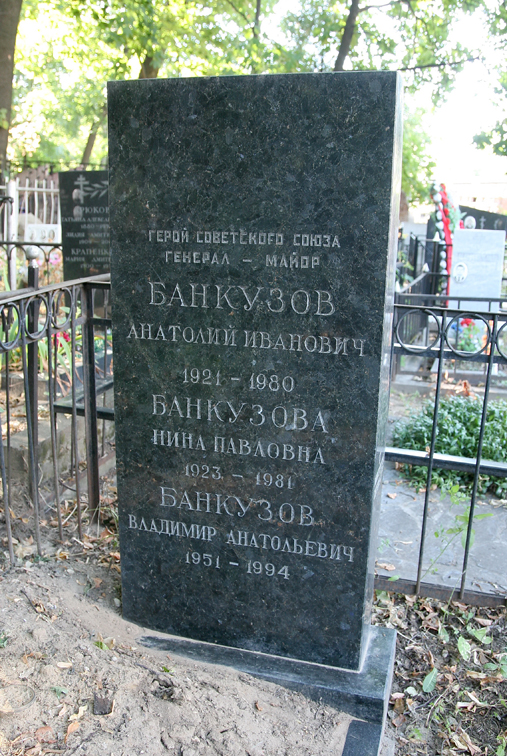 ГЕРОЙ СОВЕТСКОГО СОЮЗА
ГЕНЕРАЛ – МАЙОР
БАНКУЗОВ
АНАТОЛИЙ ИВАНОВИЧ
1921 – 1980
БАНКУЗОВА
НИНА ПАВЛОВНА
1923 – 1981
БАНКУЗОВ
ВЛАДИМИР АНАТОЛЬЕВИЧ
1951 – 1994